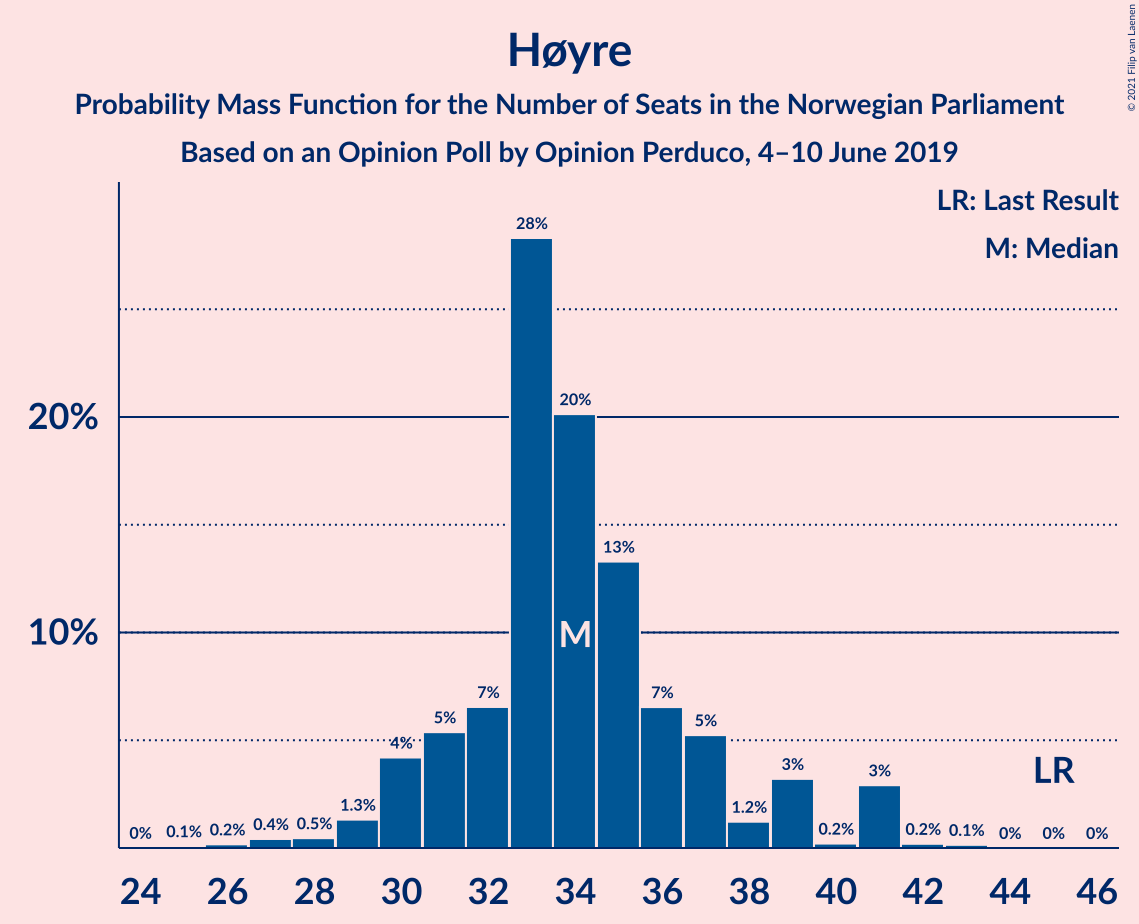 Høyre
Probability Mass Function for the Number of Seats in the Norwegian Parliament
Based on an Opinion Poll by Opinion Perduco, 4–10 June 2019
© 2021 Filip van Laenen
LR: Last Result
M: Median
28%
20%
20%
13%
10%
M
7%
7%
5%
5%
4%
3%
3%
LR
1.3%
1.2%
0% 0.1% 0.2% 0.4% 0.5% 0.2% 0.2% 0.1% 0% 0% 0%
24 26 28 30 32 34 36 38 40 42 44 46